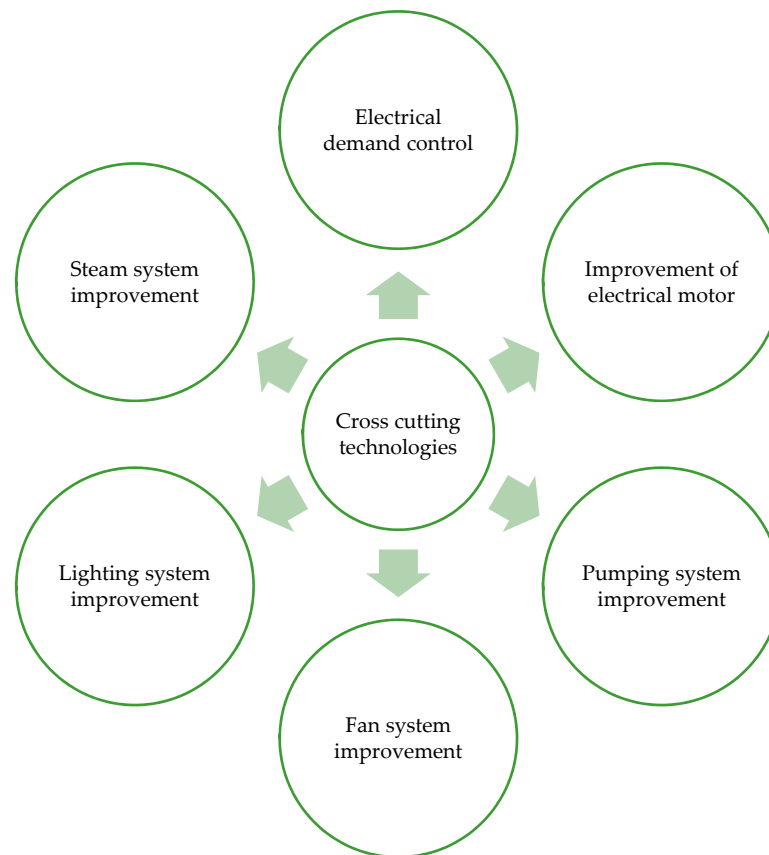 Electrical
demand control
Steam system
improvement
Improvement of
electrical motor
Cross cutting
technologies
Lighting system
improvement
Pumping system
improvement
Fan system
improvement